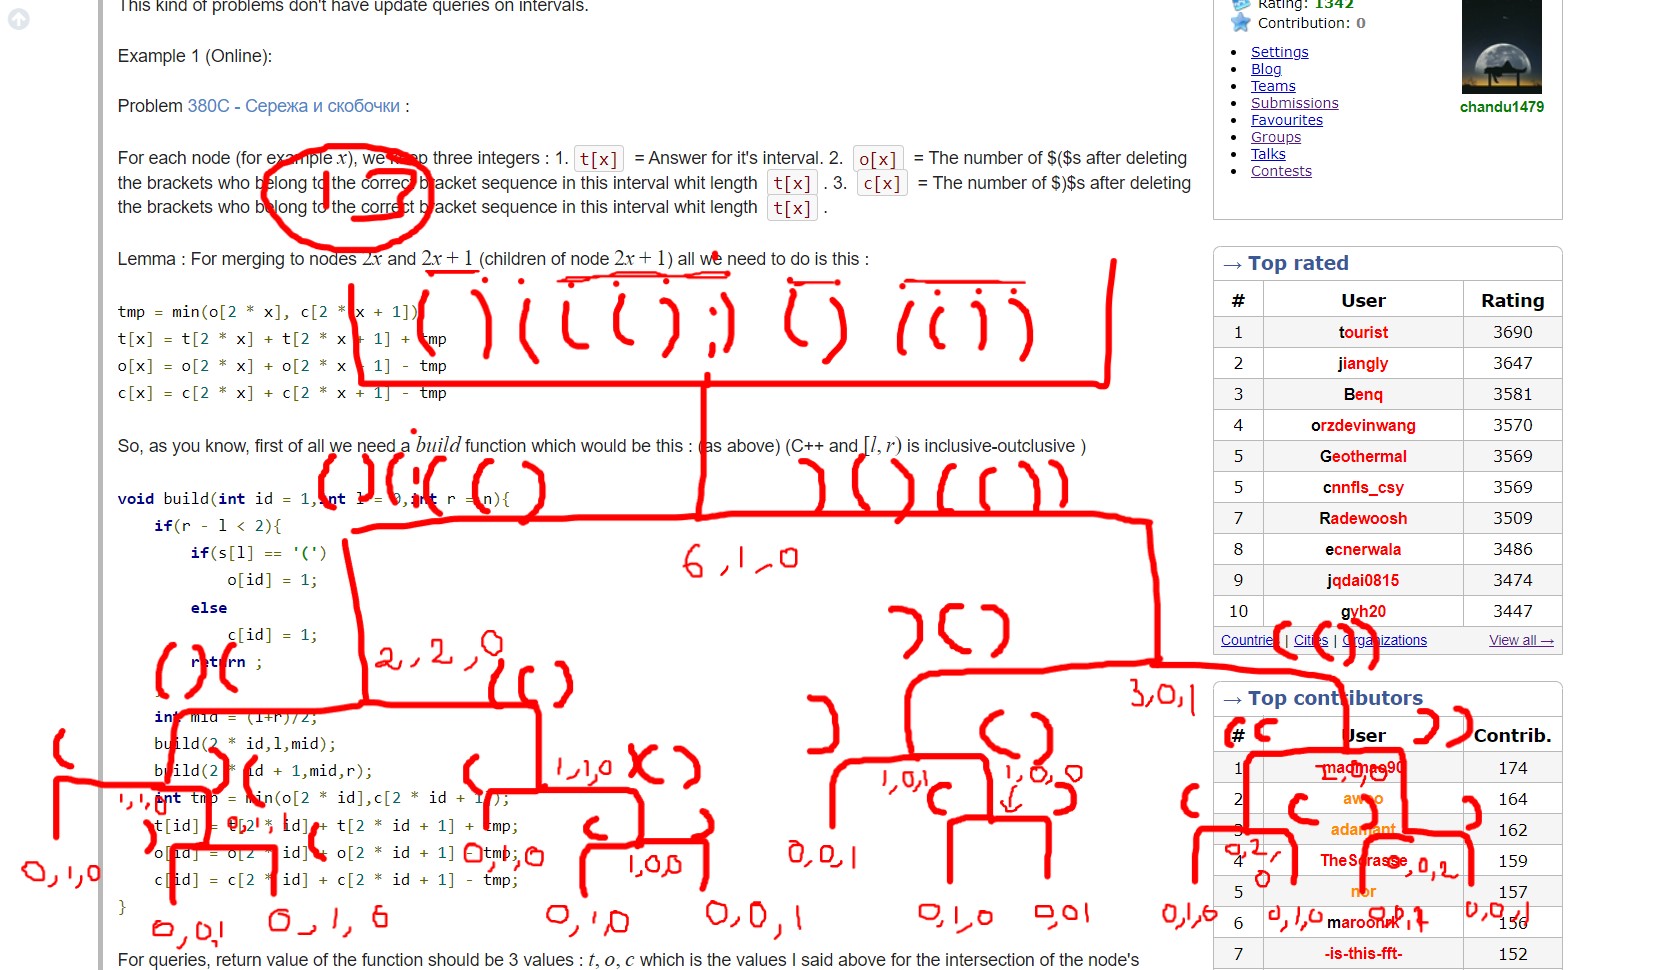 This kind of problems don't have update queries on intervals.
Example 1 (Online):
Problem 380C - Сережа и скобочки :
For each node (for example x), we keep three integers : 1. t[x] = Answer for it's interval. 2. o[x] = The number of $($s after deleting
the brackets who belong to the correct bracket sequence in this interval whit length t[x] . 3. c[x] = The number of $)$s after deleting
the brackets who belong to the correct bracket sequence in this interval whit length t[x] .
13
Lemma : For merging to nodes 2x and 2x + 1 (children of node 2x + 1) all we need to do is this :
tmp = min(o[2 * x], c[2 * x + 1])
t[x] = t[2 * x] + t[2 * x + 1] + tmp
o[x] = o[2 * x] + o[2 * x + 1] - tmp
c[x] = c[2 * x] + c[2 * x + 1] - tmp
( ) ( ( ( ) ; ) ( ) ( ( ) )
So, as you know, first of all we need a build function which would be this : (as above) (C++ and [l, r) is inclusive-outclusive )
( ) ( ( ( )
) ( ) ( ( ) )
void build(int id = 1,int l = 0,int r = n){
if(r - l < 2){
if(s[l] == '(')
o[id] = 1;
else
c[id] = 1;
return ;
int mid = (l+r)/2;
build(2 * id,l,mid);
build(2 * id + 1,mid,r);
int tmp = min(o[2 * id],c[2 * id + 1]);
t[id] = t[2 * id] + t[2 * id + 1] + tmp;
o[id] = o[2 * id] + o[2 * id + 1] - tmp;
c[id] = c[2 * id] + c[2 * id + 1] - tmp;
}
6,1,0
2,2,0
3,0,1
( ) (
( ( )
) ( )
( ( ) )
1,1,0
1,0,1
1,0,0
0,1,0
0,1,0
1,0,0
0,0,1
0,2,0
0,0,2
0,0,1
0,1,0
0,0,1
0,1,0
0,0,1
0,1,0
0,0,1
For queries, return value of the function should be 3 values : t, o, c which is the values I said above for the intersection of the node's
Rating: 1342
Contribution: 0
Settings
Blog
Teams
Submissions
Favourites
Groups
Talks
Contests
chandu1479
→ Top rated
# User Rating
1 tourist 3690
2 jiangly 3647
3 Benq 3581
4 orzdevinwang 3570
5 Geothermal 3569
5 cnnfls_csy 3569
7 Radewoosh 3509
8 ecnerwala 3486
9 jqdai0815 3474
10 gyh20 3447
Countries | Cities | Organizations View all →
→ Top contributors
# User Contrib.
1 maomao90 174
2 awoo 164
3 adamant 162
4 TheScrasse 159
5 nor 157
6 maroonrk 156
7 -is-this-fft- 152